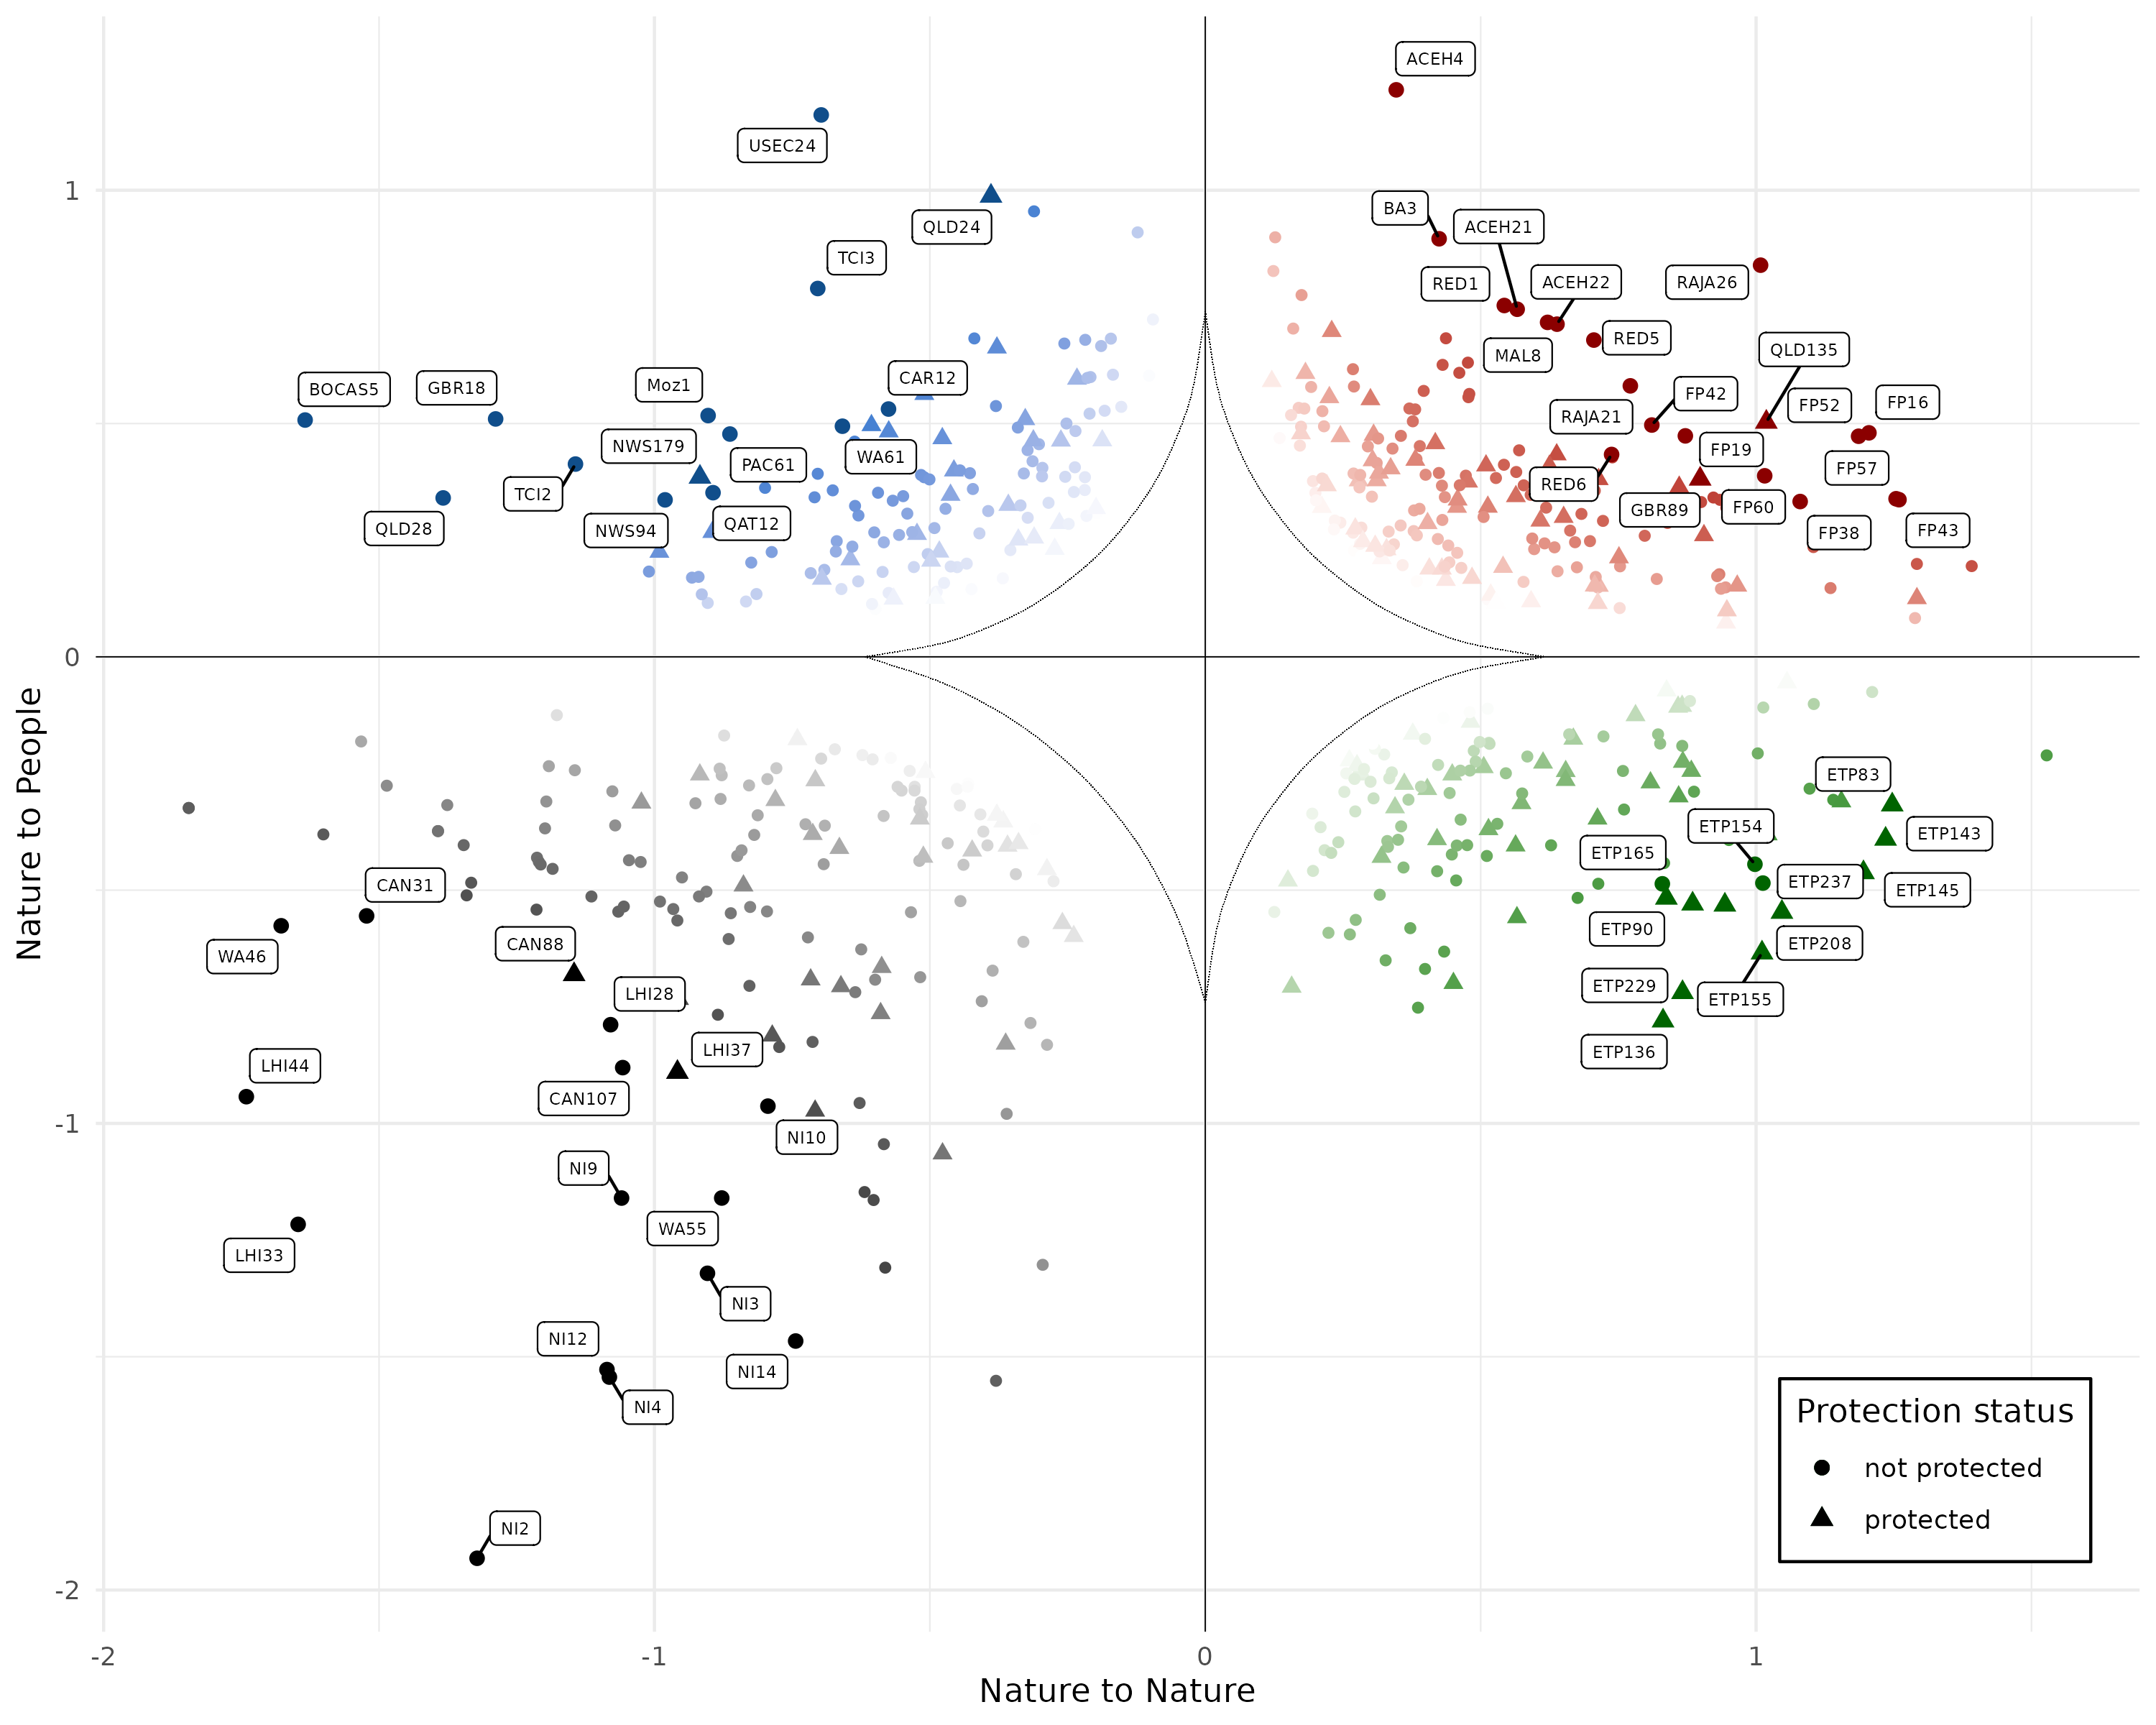 ACEH4
USEC24
BA3
ACEH21
QLD24
TCI3
RED1
ACEH22
RAJA26
RED5
MAL8
QLD135
CAR12
Moz1
BOCAS5
GBR18
FP42
FP52
FP16
RAJA21
NWS179
PAC61
WA61
FP19
FP57
TCI2
RED6
QLD28
NWS94
QAT12
GBR89
FP60
FP38
FP43
ETP83
ETP154
ETP143
ETP165
ETP237
ETP145
CAN31
ETP90
ETP208
CAN88
WA46
LHI28
ETP229
ETP155
LHI37
ETP136
LHI44
CAN107
NI10
NI9
WA55
LHI33
NI3
NI12
NI14
NI4
NI2
1
0
-1
-2
Nature to People
-2
-1
0
1
Nature to Nature
Protection status
not protected
protected